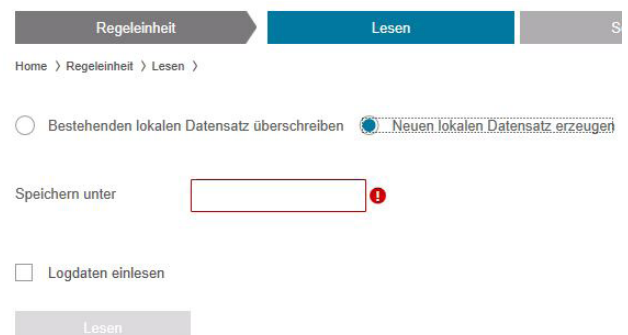 Regeleinheit Lesen S
Home > Regeleinheit > Lesen >
Bestehenden lokalen Datensatz überschreiben Neuen lokalen Datensatz erzeugen
Speichern unter
Logdaten einlesen
Lesen